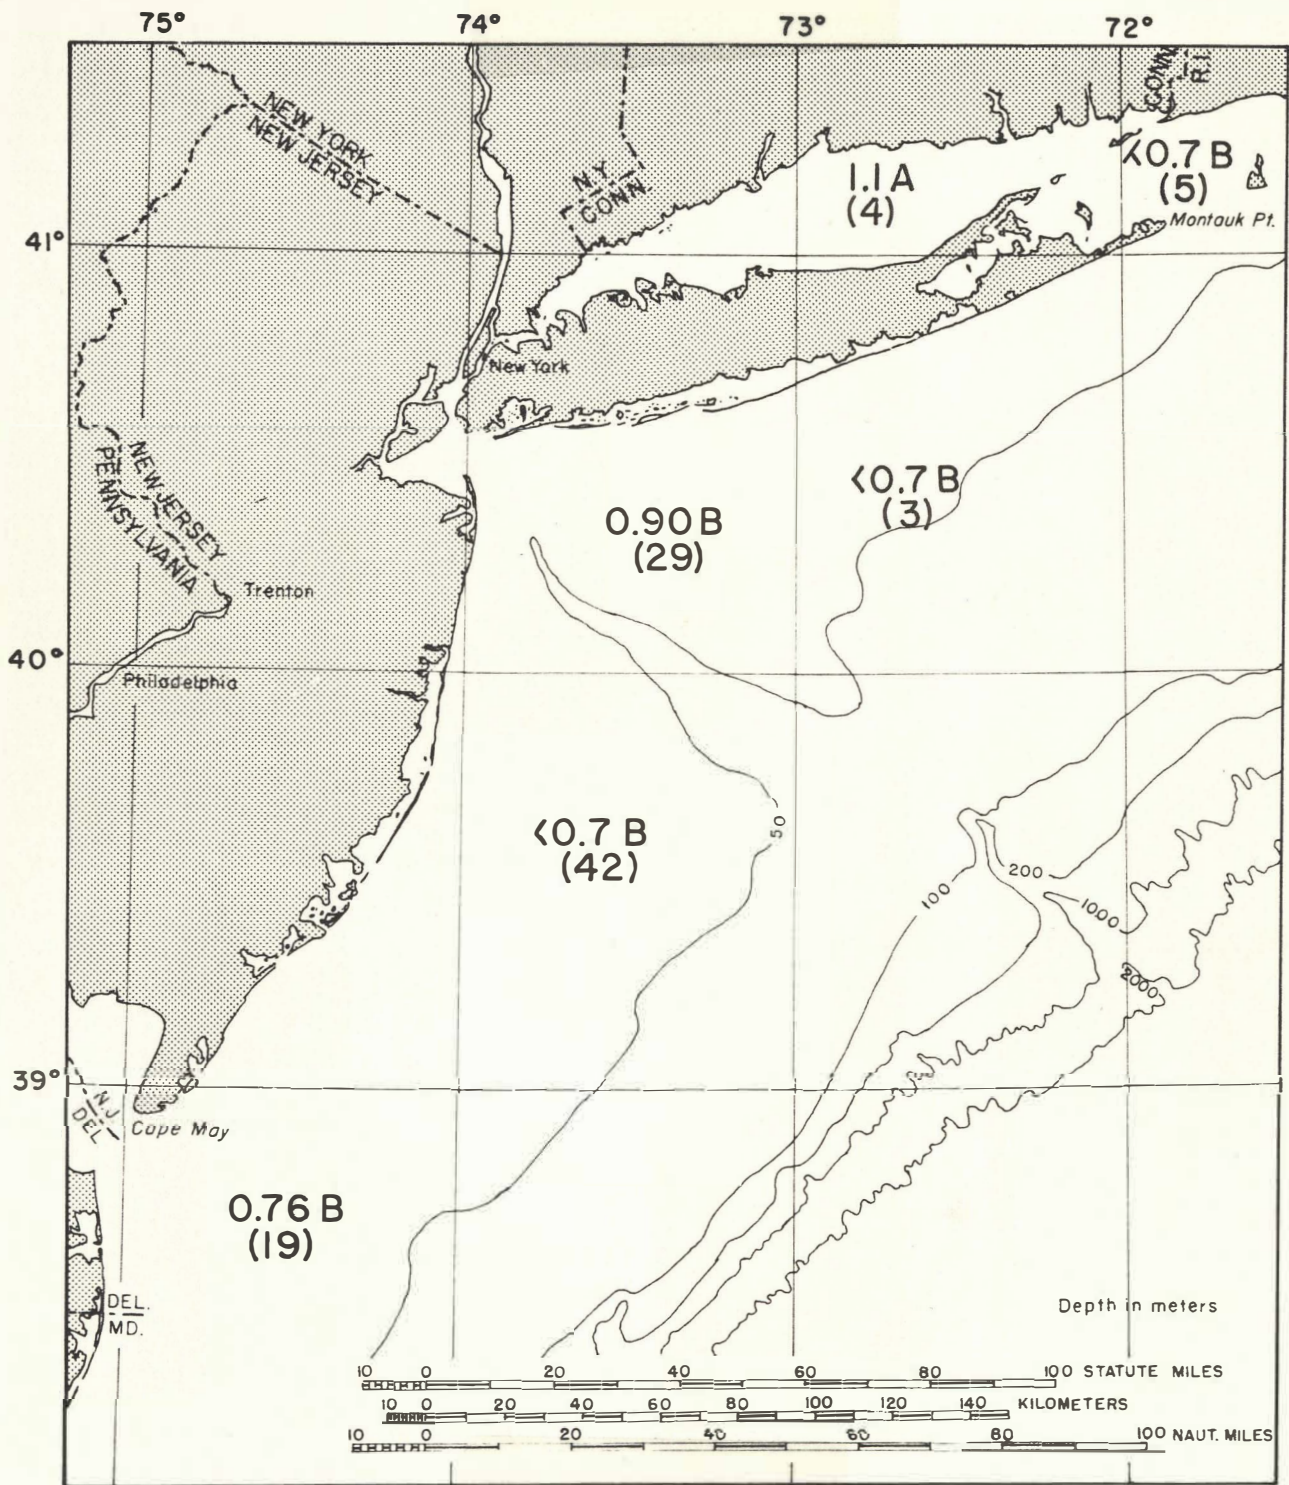 75° 74° 73° 72°
CONN.
R.I.
NEW YORK
NEW JERSEY
N.Y.
CONN.
1.1 A
(4)
<0.7 B
(5)
Montauk Pt.
41°
New York
NEW JERSEY
PENNSYLVANIA
<0.7 B
(3)
0.90 B
(29)
Trenton
40°
Philadelphia
<0.7 B
(42)
50
100
200
1000
2000
39°
N.J.
DEL.
Cape May
0.76 B
(19)
DEL.
MD.
Depth in meters
10 0 20 40 60 80 100 STATUTE MILES
10 0 20 40 60 80 100 120 140 KILOMETERS
10 0 20 40 60 80 100 NAUT. MILES